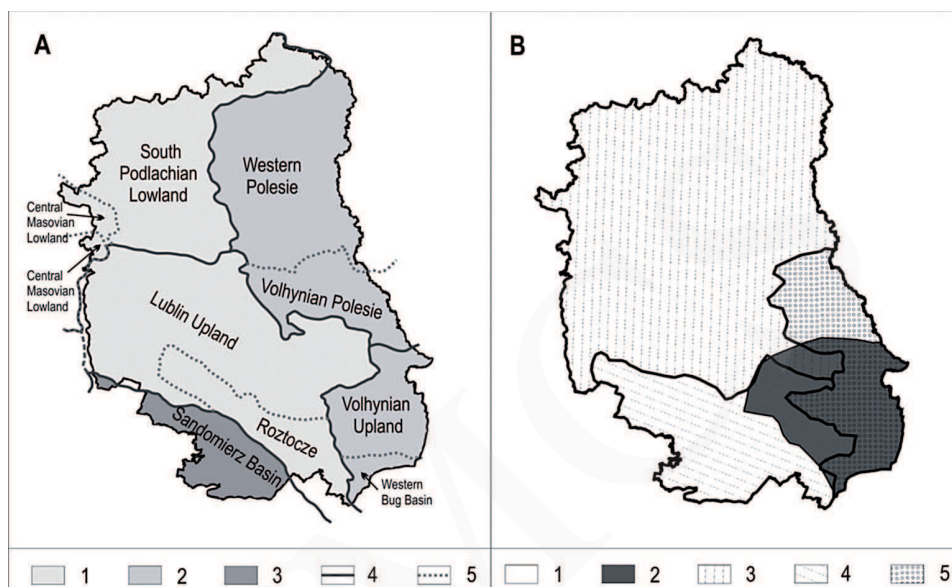 A
South
Podlachian
Lowland
Western
Polesie
Central
Masovian
Lowland
Central
Masovian
Lowland
Volhynian Polesie
Lublin Upland
Volhynian
Upland
Roztocze
Sandomierz Basin
Western
Bug Basin
1 2 3 4 5
B
1 2 3 4 5